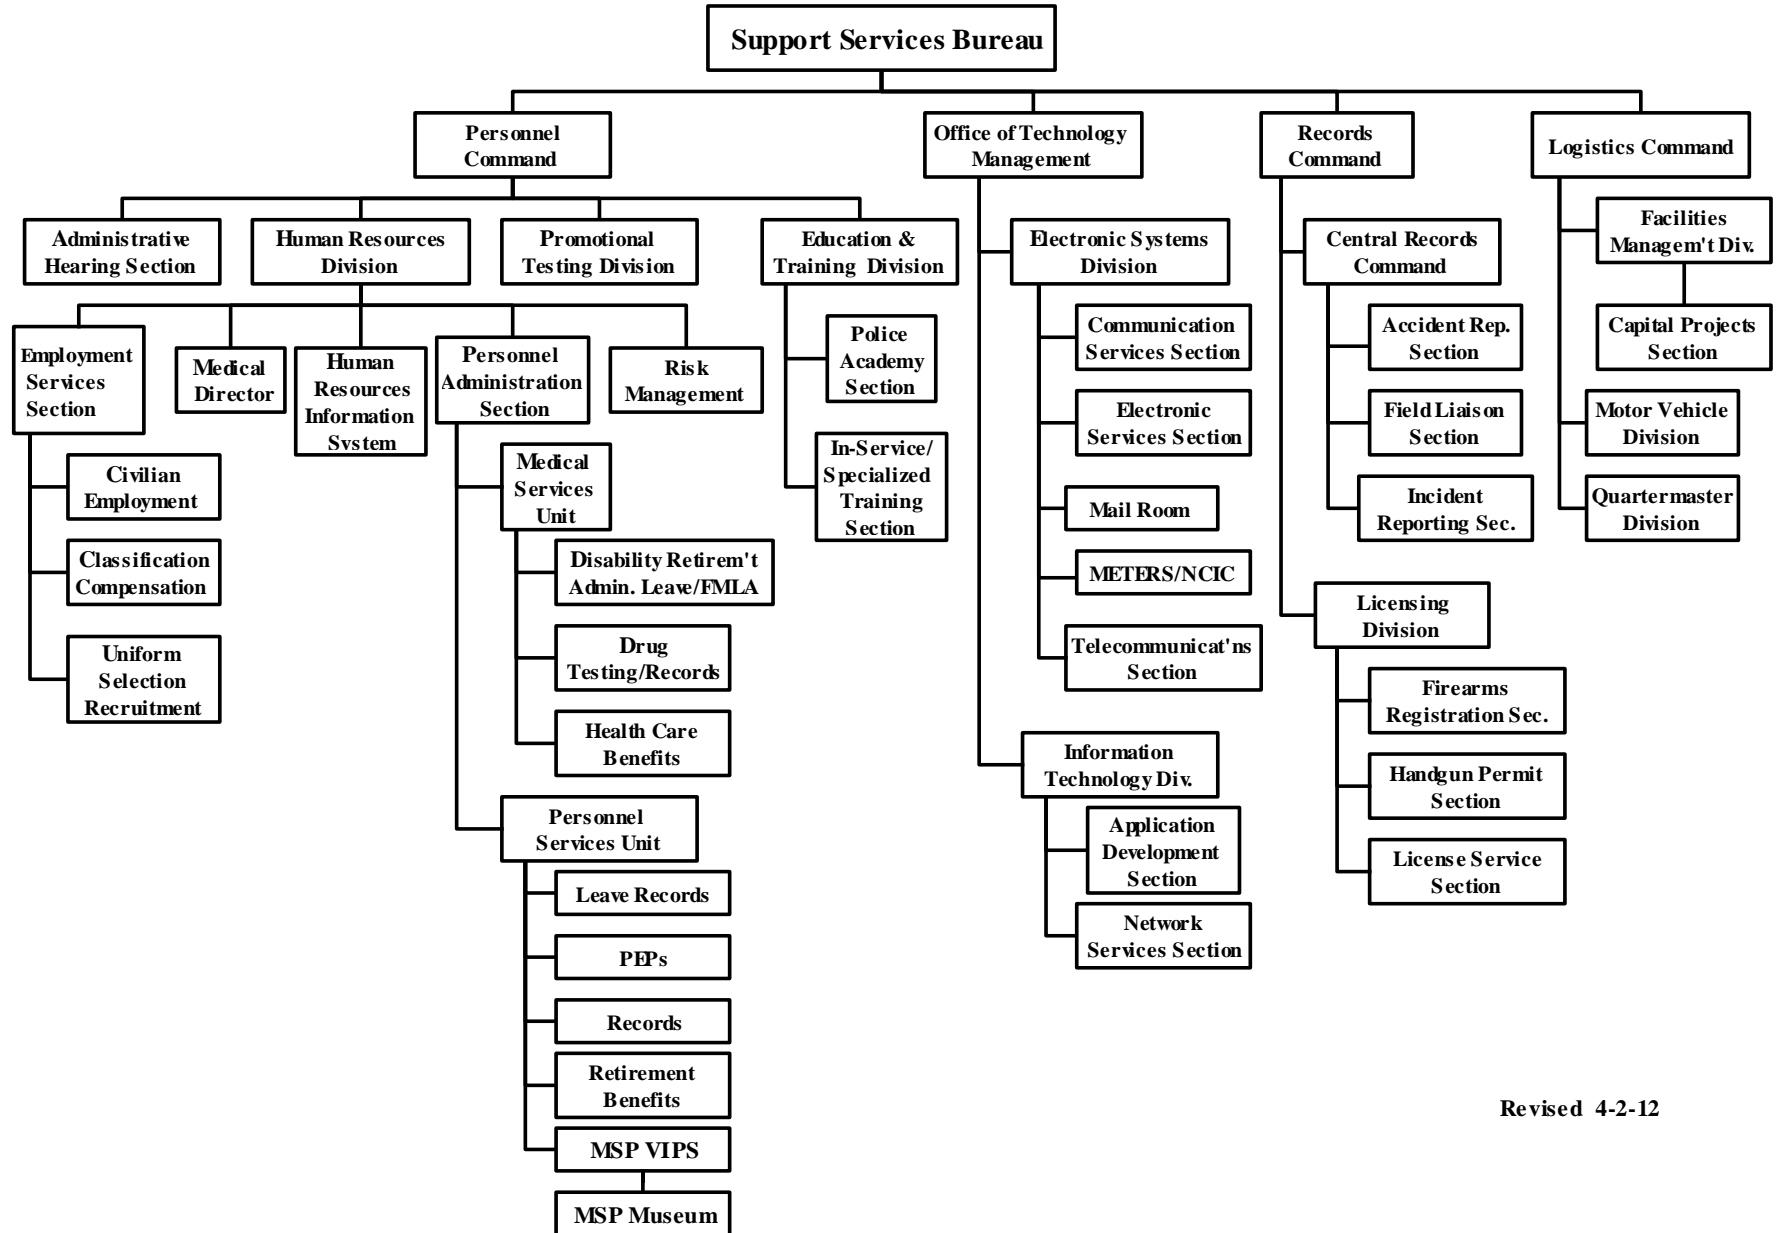 Support Services Bureau
Personnel
Command
Office of Technology
Management
Records
Command
Logistics Command
Administrative
Hearing Section
Human Resources
Division
Promotional
Testing Division
Education &
Training Division
Electronic Systems
Division
Central Records
Command
Facilities
Managem't Div.
Employment
Services
Section
Medical
Director
Human
Resources
Information
System
Personnel
Administration
Section
Risk
Management
Police
Academy
Section
Communication
Services Section
Accident Rep.
Section
Capital Projects
Section
Civilian
Employment
Medical
Services
Unit
In-Service/
Specialized
Training
Section
Electronic
Services Section
Field Liaison
Section
Motor Vehicle
Division
Classification
Compensation
Disability Retirem't
Admin. Leave/FMLA
Mail Room
Incident
Reporting Sec.
Quartermaster
Division
METERS/NCIC
Uniform
Selection
Recruitment
Drug
Testing/Records
Telecommunicat'ns
Section
Licensing
Division
Health Care
Benefits
Information
Technology Div.
Firearms
Registration Sec.
Personnel
Services Unit
Application
Development
Section
Handgun Permit
Section
Leave Records
Network
Services Section
License Service
Section
PEPs
Records
Retirement
Benefits
MSP VIPS
MSP Museum
Revised 4-2-12